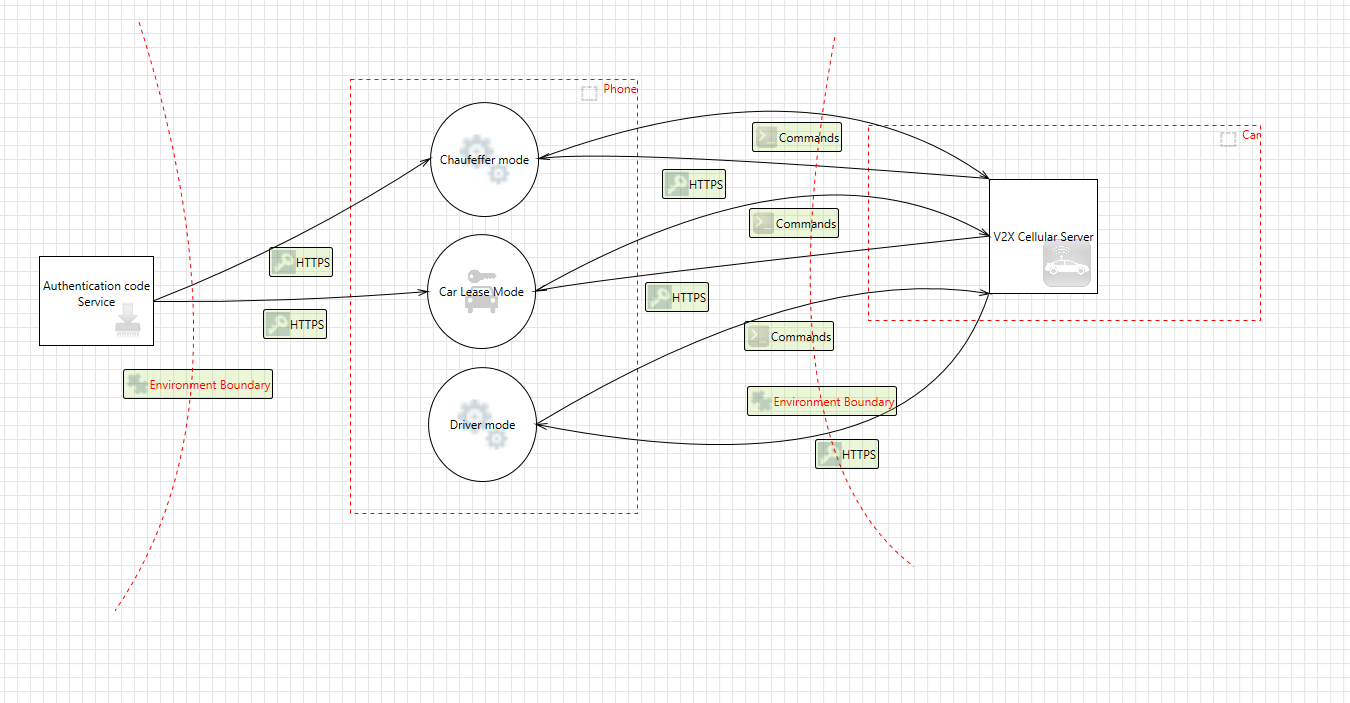 Phone
Car
Chaufeffer mode
Commands
HTTPS
Commands
V2X Cellular Server
HTTPS
Authentication code
Service
Car Lease Mode
HTTPS
HTTPS
Commands
Environment Boundary
Environment Boundary
Driver mode
HTTPS